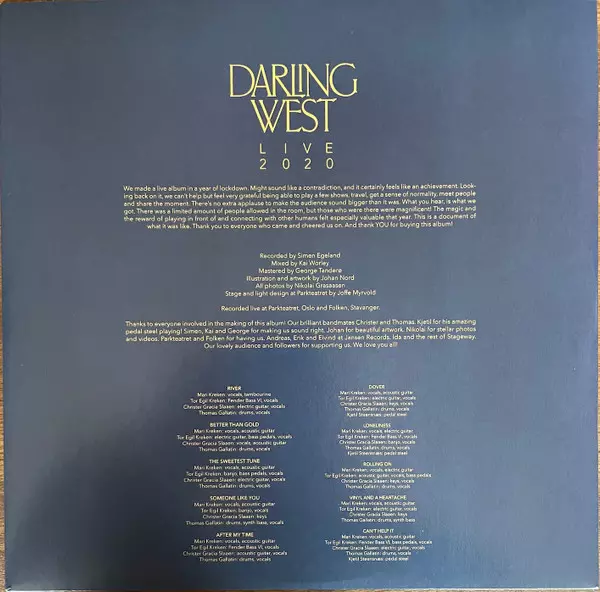 DARLING
WEST
LIVE
2020
We made a live album in a year of lockdown. Might sound like a contradiction, and it certainly feels like an achievement. Look-
ing back on it, we can't help but feel very grateful being able to play a few shows, travel, get a sense of normality, meet people
and share the moment. There's no extra applause to make the audience sound bigger than it was. What you hear, is what we
got. There was a limited amount of people allowed in the room, but those who were there were magnificent! The magic and
the reward of playing in front of and connecting with other humans felt especially valuable that year. This is a document of
what it was like. Thank you to everyone who came and cheered us on. And thank YOU for buying this album!
Recorded by Simen Egeland
Mixed by Kai Worley
Mastered by George Tanderø
Illustration and artwork by Johan Nord
All photos by Nikolai Grasaasen
Stage and light design at Parkteatret by Joffe Myrvold
Recorded live at Parkteatret, Oslo and Folken, Stavanger.
Thanks to everyone involved in the making of this album! Our brilliant bandmates Christer and Thomas. Kjetil for his amazing
pedal steel playing! Simen, Kai and George for making us sound right. Johan for beautiful artwork. Nikolai for stellar photos
and videos. Parkteatret and Folken for having us. Andreas, Erik and Eivind at Jansen Records. Ida and the rest of Stageway.
Our lovely audience and followers for supporting us. We love you all!
RIVER
Mari Kreken: vocals, tambourine
Tor Egil Kreken: Fender Bass VI, vocals
Christer Gracia Slaaen: electric guitar, vocals
Thomas Gallatin: drums, vocals
BETTER THAN GOLD
Mari Kreken: vocals, acoustic guitar
Tor Egil Kreken: electric guitar, bass pedals, vocals
Christer Gracia Slaaen: vocals, acoustic guitar
Thomas Gallatin: drums, vocals
THE SWEETEST TUNE
Mari Kreken: vocals, acoustic guitar
Tor Egil Kreken: banjo, bass pedals, vocals
Christer Gracia Slaaen: electric guitar, vocals
Thomas Gallatin: drums, vocals
SOMEONE LIKE YOU
Mari Kreken: vocals, acoustic guitar
Tor Egil Kreken: banjo, vocals
Christer Gracia Slaaen: keys
Thomas Gallatin: drums, synth bass, vocals
AFTER MY TIME
Mari Kreken: vocals, acoustic guitar
Tor Egil Kreken: Fender Bass VI, vocals
Christer Gracia Slaaen: acoustic guitar, vocals
Thomas Gallatin: drums, vocals
DOVER
Mari Kreken: vocals, acoustic guitar
Tor Egil Kreken: electric guitar, vocals
Christer Gracia Slaaen: keys, vocals
Thomas Gallatin: drums, vocals
Kjetil Steensnæs: pedal steel
LONELINESS
Mari Kreken: vocals, electric guitar
Tor Egil Kreken: Fender Bass VI, vocals
Christer Gracia Slaaen: keys, vocals
Thomas Gallatin: drums, vocals
Kjetil Steensnæs: pedal steel
ROLLING ON
Mari Kreken: vocals, electric guitar
Tor Egil Kreken: acoustic guitar, vocals, bass pedals
Christer Gracia Slaaen: electric guitar, vocals
Thomas Gallatin: drums, vocals
VINYL AND A HEARTACHE
Mari Kreken: vocals, acoustic guitar
Tor Egil Kreken: electric guitar, vocals
Christer Gracia Slaaen: keys
Thomas Gallatin: drums, synth bass
CAN'T HELP IT
Mari Kreken: vocals, acoustic guitar
Tor Egil Kreken: Fender Bass VI, bass pedals, vocals
Christer Gracia Slaaen: electric guitar, vocals
Thomas Gallatin: drums, vocals
Kjetil Steensnæs: pedal steel